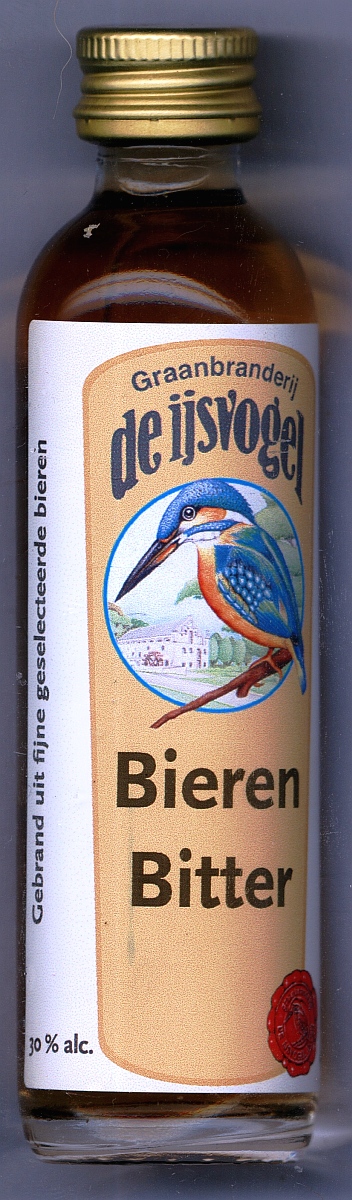 Graanbranderij
de ijsvogel
Bieren
Bitter
Gebrand uit fijne geselecteerde bieren
30 % alc.